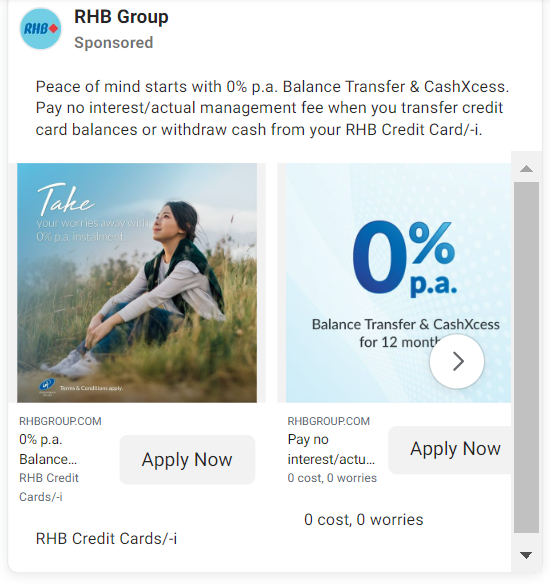 RHB
RHB Group
Sponsored
Peace of mind starts with 0% p.a. Balance Transfer & CashXcess.
Pay no interest/actual management fee when you transfer credit
card balances or withdraw cash from your RHB Credit Card/-i.
Take
your worries away with
0% p.a. instalment
Terms & Conditions apply.
0% p.a.
Balance Transfer & CashXcess
for 12 month
RHBGROUP.COM
0% p.a.
Balance...
RHB Credit
Cards/-i
Apply Now
RHBGROUP.COM
Pay no
interest/actu...
0 cost, 0 worries
Apply Now
RHB Credit Cards/-i
0 cost, 0 worries